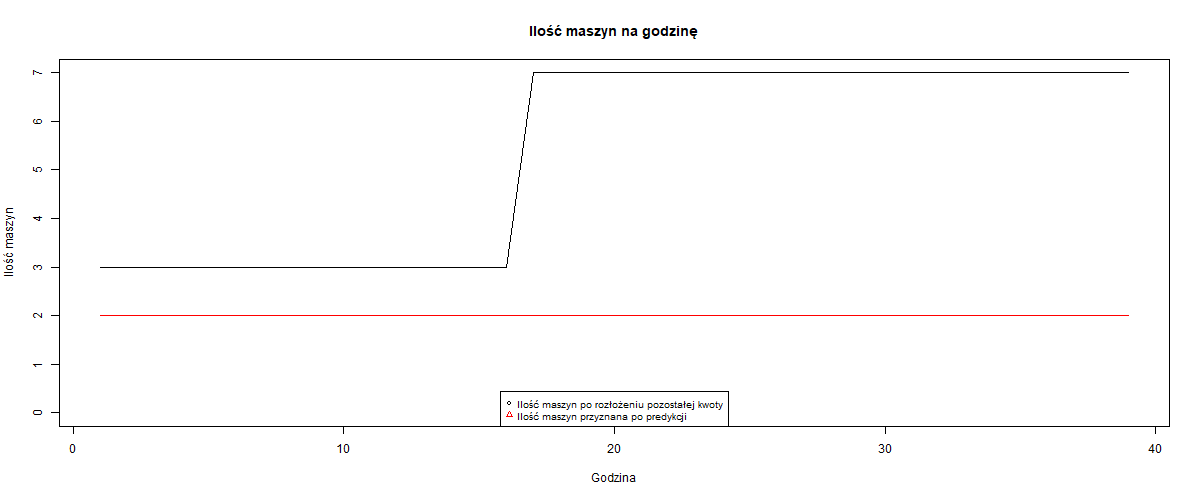 Ilość maszyn na godzinę
Ilość maszyn
7
6
5
4
3
2
1
0
Ilość maszyn po rozłożeniu pozostałej kwoty
Ilość maszyn przyznana po predykcji
0 10 20 30 40
Godzina